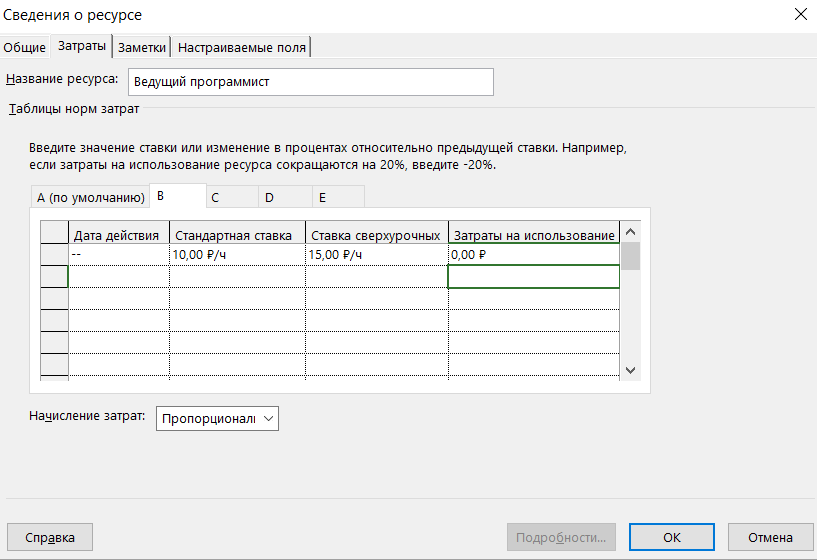 Сведения о ресурсе
Общие Затраты Заметки Настраиваемые поля
Название ресурса: Ведущий программист
Таблицы норм затрат
Введите значение ставки или изменение в процентах относительно предыдущей ставки. Например,
если затраты на использование ресурса сокращаются на 20%, введите -20%.
A (по умолчанию) B C D E
Дата действия Стандартная ставка Ставка сверхурочных Затраты на использование
-- 10,00 ₽/ч 15,00 ₽/ч 0,00 ₽
Начисление затрат: Пропорционалі
Справка Подробности... ОК Отмена